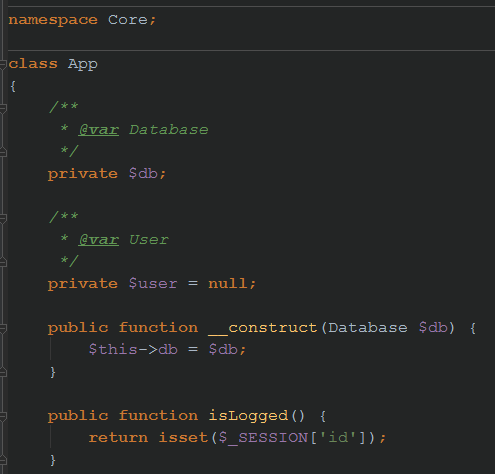 namespace Core;
class App
{
/**
* @var Database
*/
private $db;
/**
* @var User
*/
private $user = null;
public function __construct(Database $db) {
$this->db = $db;
}
public function isLogged() {
return isset($_SESSION['id']);
}